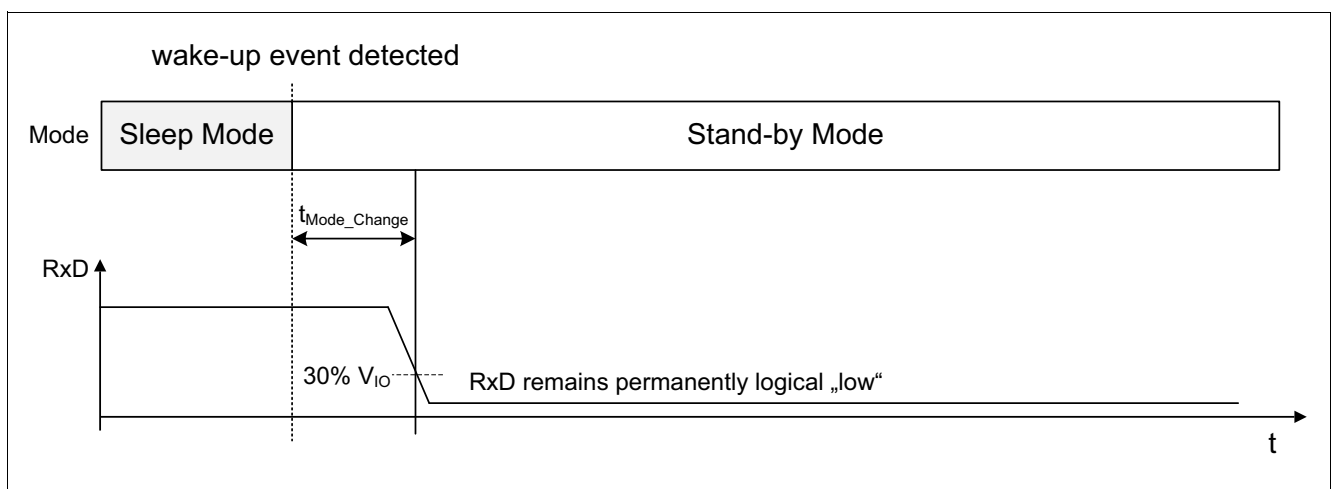 wake-up event detected
Mode
Sleep Mode
Stand-by Mode
tMode_Change
RxD
30% VIO
RxD remains permanently logical „low“
t